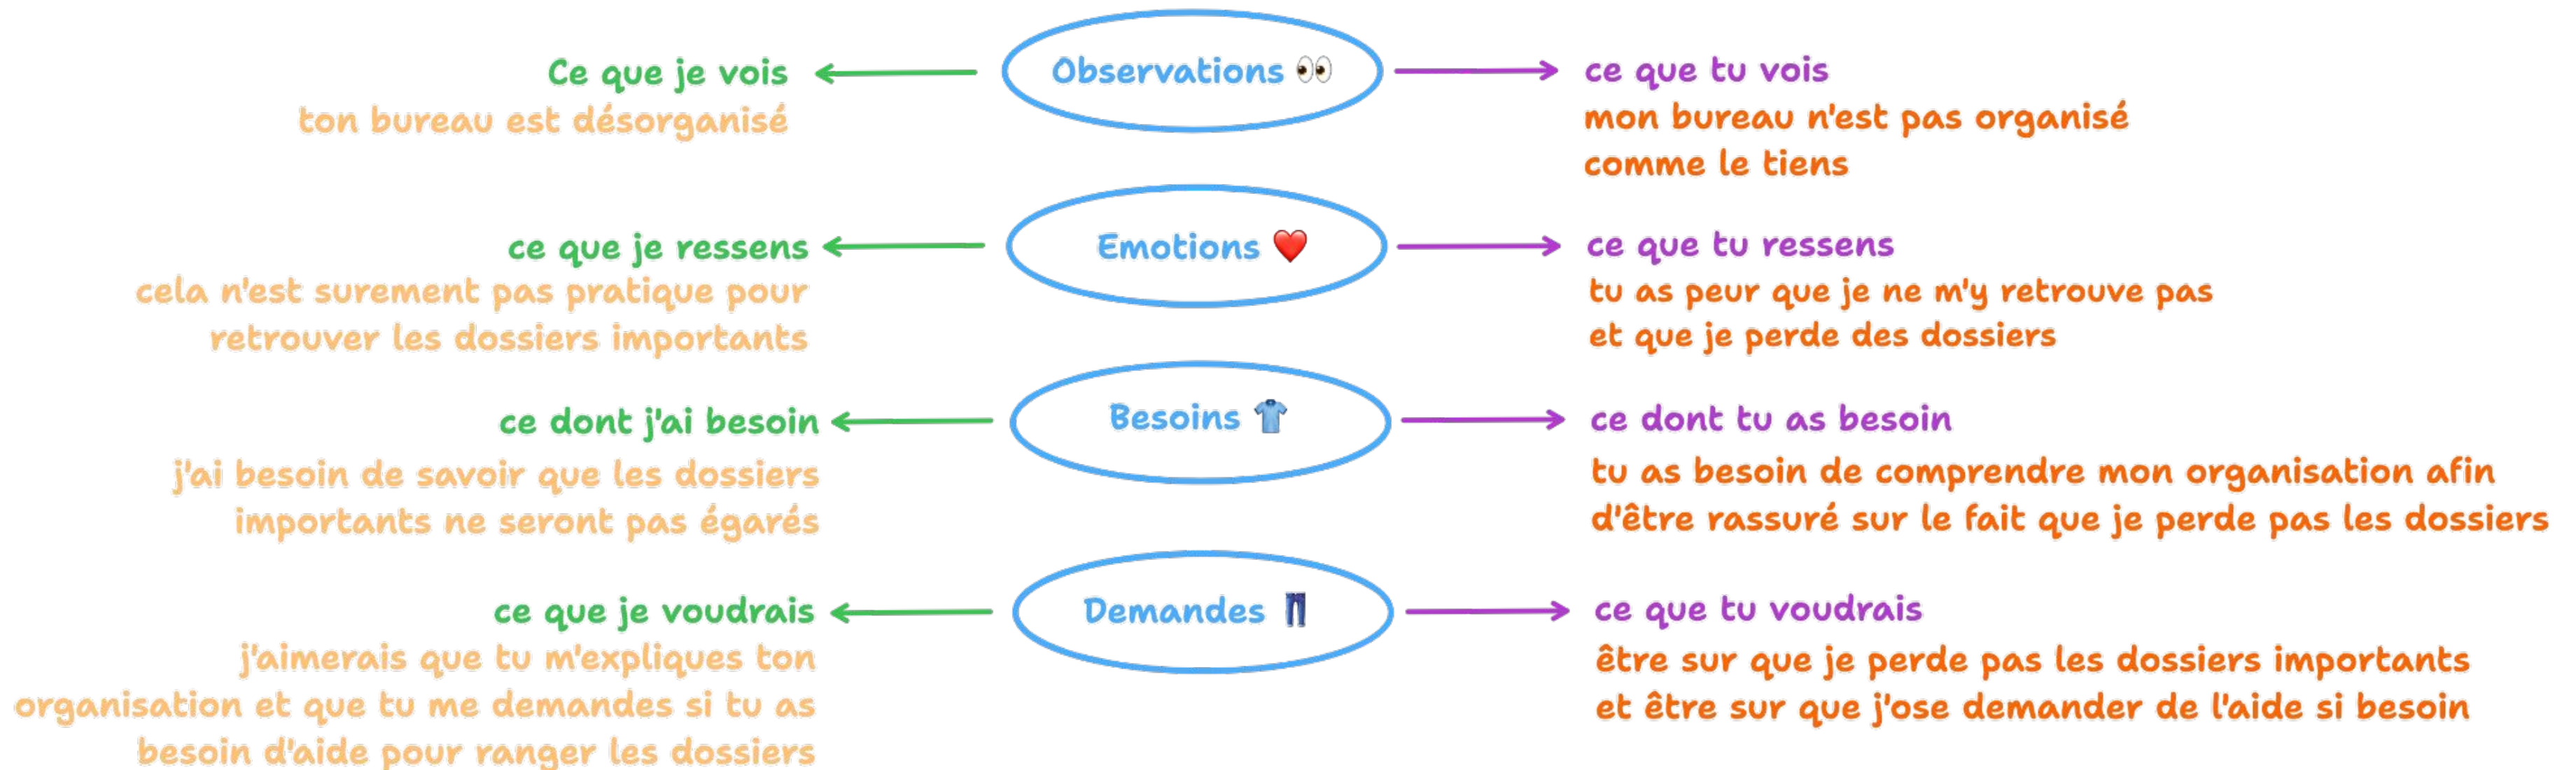 Observations 👀
Ce que je vois
ton bureau est désorganisé
ce que tu vois
mon bureau n'est pas organisé
comme le tiens
Emotions ❤️
ce que je ressens
cela n'est surement pas pratique pour
retrouver les dossiers importants
ce que tu ressens
tu as peur que je ne m'y retrouve pas
et que je perde des dossiers
Besoins 👕
ce dont j'ai besoin
j'ai besoin de savoir que les dossiers
importants ne seront pas égarés
ce dont tu as besoin
tu as besoin de comprendre mon organisation afin
d'être rassuré sur le fait que je perde pas les dossiers
Demandes 👖
ce que je voudrais
j'aimerais que tu m'expliques ton
organisation et que tu me demandes si tu as
besoin d'aide pour ranger les dossiers
ce que tu voudrais
être sur que je perde pas les dossiers importants
et être sur que j'ose demander de l'aide si besoin